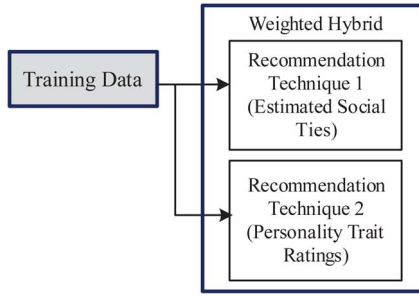 Weighted Hybrid
Training Data
Recommendation
Technique 1
(Estimated Social
Ties)
Recommendation
Technique 2
(Personality Trait
Ratings)